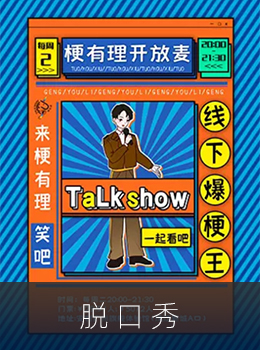 每周
2
>>>
梗有理开放麦
20:00-
21:30
<<<
GENG/YOU/LI/GENG/YOU/LI/GENG/YOU/LI/GENG
来梗有理
笑吧
线下爆梗王
TaLk show
一起看吧
脱口秀